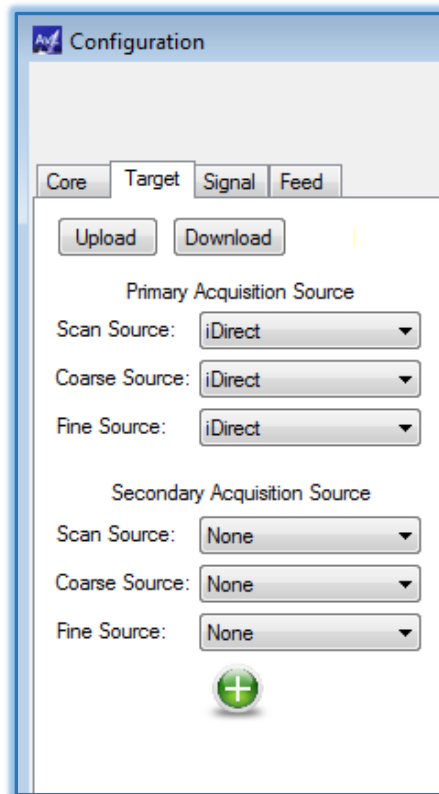 AvL Configuration
Core Target Signal Feed
Upload Download
Primary Acquisition Source
Scan Source: iDirect
Coarse Source: iDirect
Fine Source: iDirect
Secondary Acquisition Source
Scan Source: None
Coarse Source: None
Fine Source: None